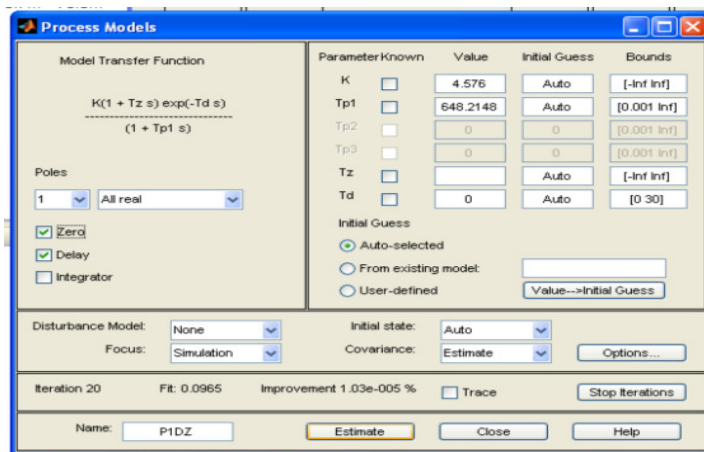 Process Models
Model Transfer Function
K(1 + Tz s) exp(-Td s)
-----------------------------
(1 + Tp1 s)
Poles
1 All real
Zero
Delay
Integrator
Parameter Known Value Initial Guess Bounds
K 4.576 Auto [-Inf Inf]
Tp1 648.2148 Auto [0.001 Inf]
Tp2 0 0 [0.001 Inf]
Tp3 0 0 [0.001 Inf]
Tz Auto [-Inf Inf]
Td 0 Auto [0 30]
Initial Guess
Auto-selected
From existing model:
User-defined Value-->Initial Guess
Disturbance Model: None Initial state: Auto
Focus: Simulation Covariance: Estimate Options...
Iteration 20 Fit: 0.0965 Improvement 1.03e-005 % Trace Stop Iterations
Name: P1DZ Estimate Close Help